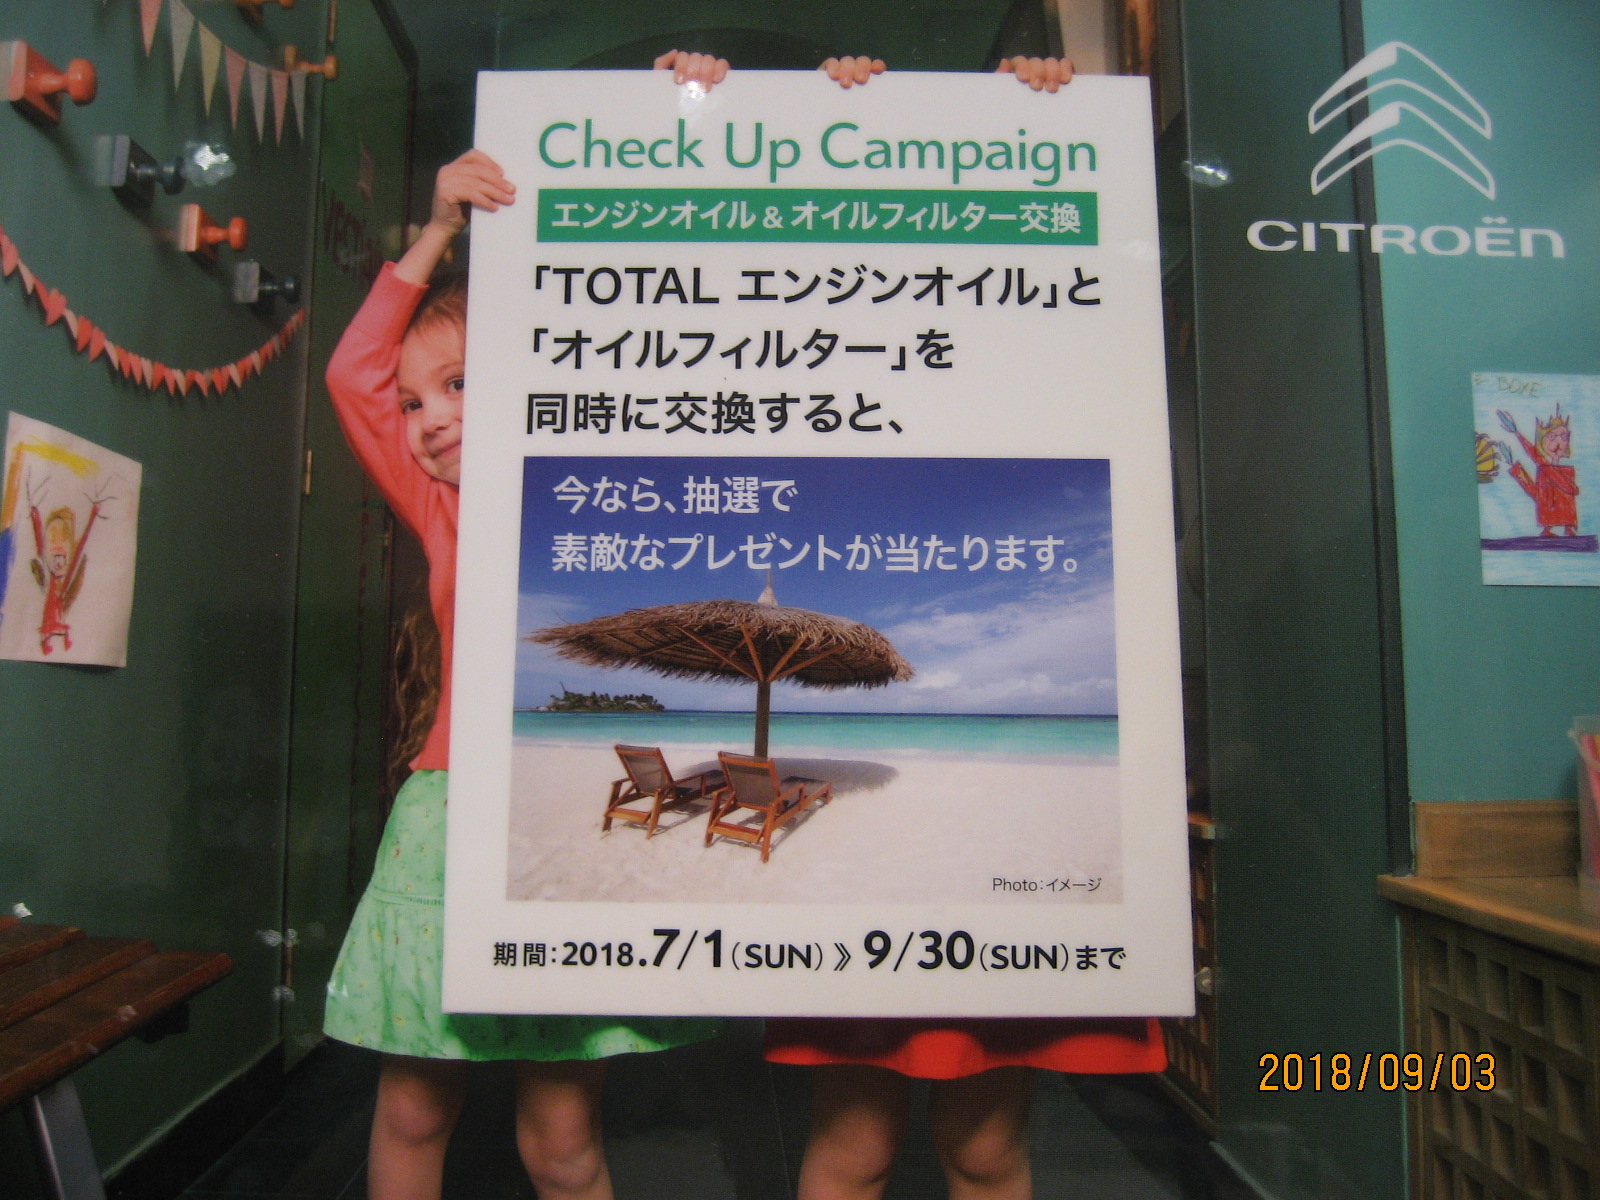 Check Up Campaign
エンジンオイル & オイルフィルター交換
「TOTAL エンジンオイル」と
「オイルフィルター」を
同時に交換すると、
今なら、抽選で
素敵なプレゼントが当たります。
Photo:イメージ
期間:2018.7/1(SUN)》9/30(SUN)まで
CITROËN
BOXE
2018/09/03